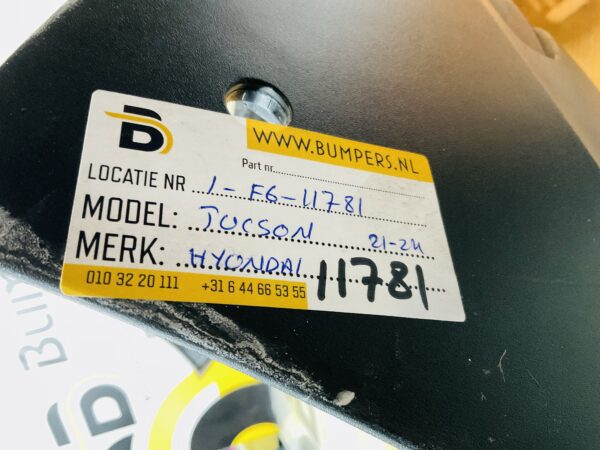 WWW.BUMPERS.NL
Part nr.
LOCATIE NR 1-F6-11781
MODEL: TUCSON 21-24
MERK: HYONDAI 11781
010 32 20 111 +31 6 44 66 53 55